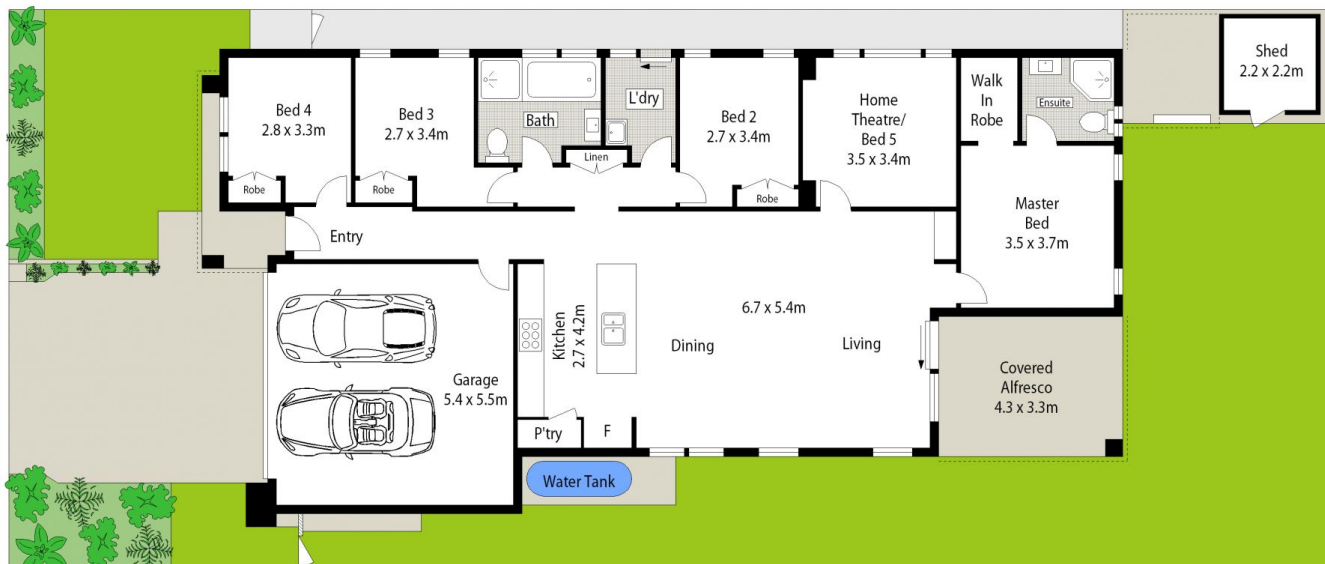 Bed 4
2.8 x 3.3m
Robe
Bed 3
2.7 x 3.4m
Robe
Bath
L'dry
Linen
Bed 2
2.7 x 3.4m
Robe
Home
Theatre/
Bed 5
3.5 x 3.4m
Walk
In
Robe
Ensuite
Shed
2.2 x 2.2m
Master
Bed
3.5 x 3.7m
Entry
Garage
5.4 x 5.5m
Kitchen
2.7 x 4.2m
6.7 x 5.4m
Dining
Living
Covered
Alfresco
4.3 x 3.3m
P'try
F
Water Tank